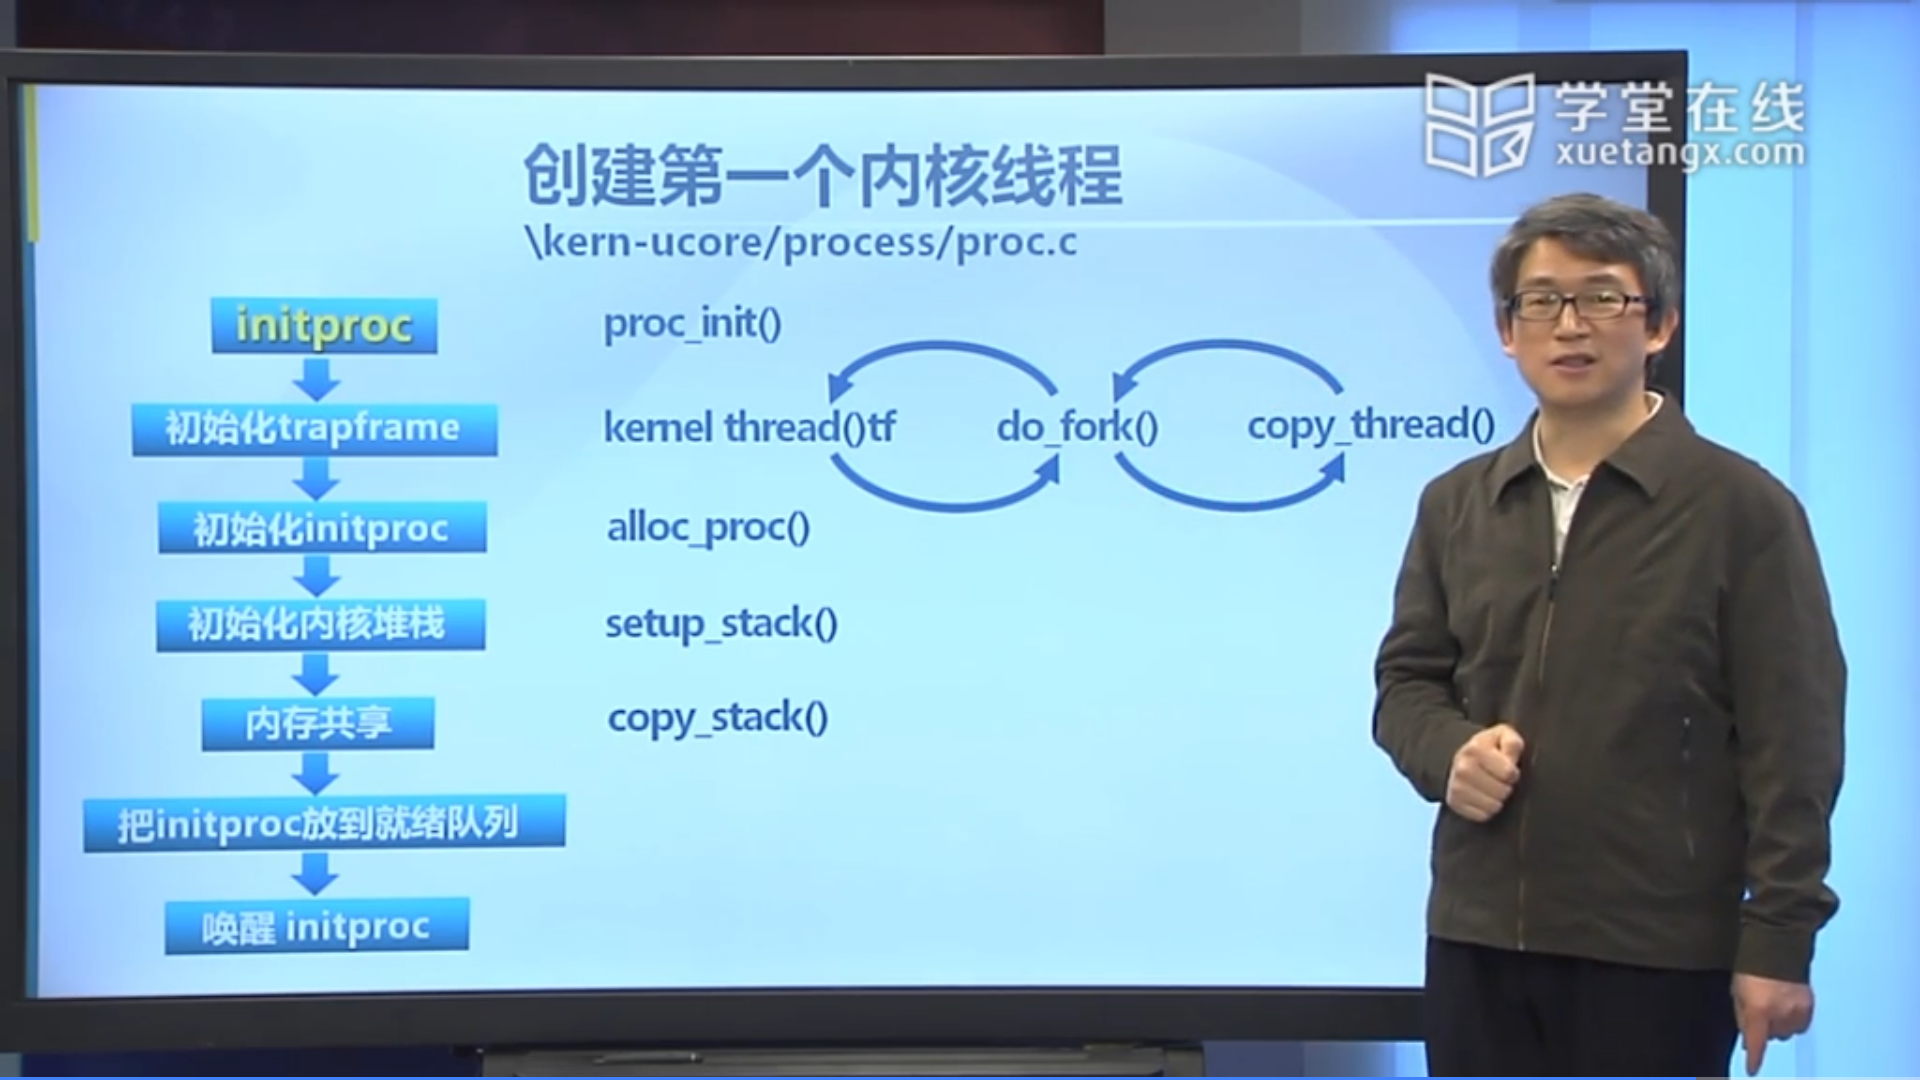 学堂在线
xuetangx.com
创建第一个内核线程
\kern-ucore/process/proc.c
initproc
proc_init()
初始化trapframe
kernel thread()tf
do_fork()
copy_thread()
初始化initproc
alloc_proc()
初始化内核堆栈
setup_stack()
内存共享
copy_stack()
把initproc放到就绪队列
唤醒 initproc